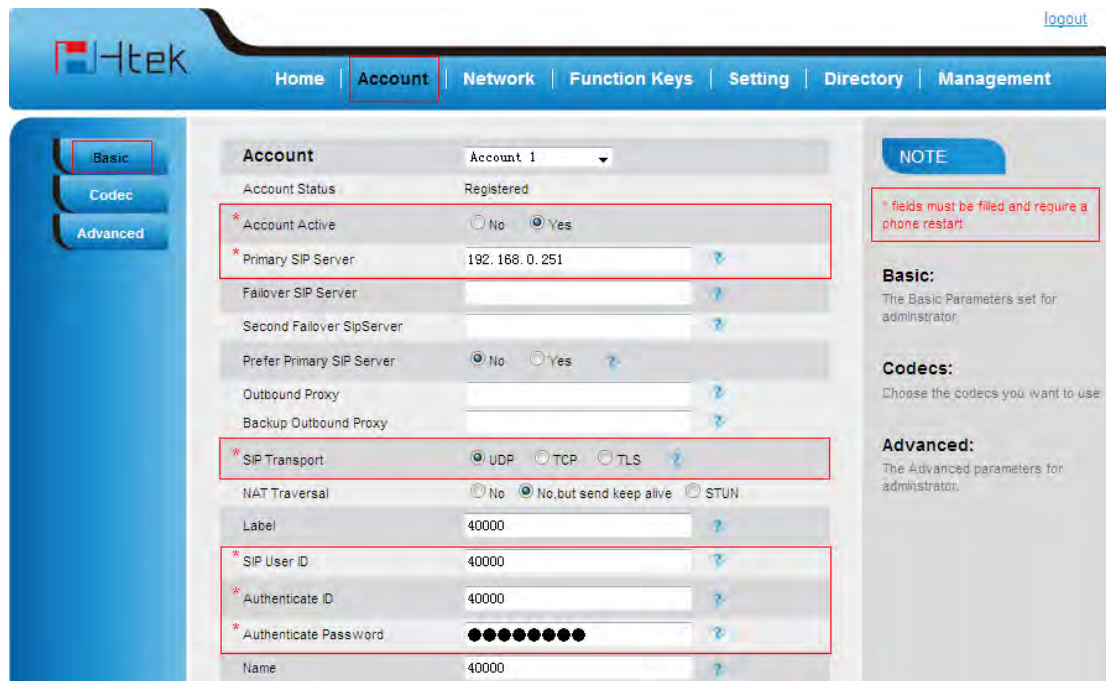 logout
Htek
Home | Account | Network | Function Keys | Setting | Directory | Management
Basic
Codec
Advanced
Account Account 1
Account Status Registered
* Account Active No Yes
* Primary SIP Server 192.168.0.251 ?
Failover SIP Server ?
Second Failover SipServer ?
Prefer Primary SIP Server No Yes ?
Outbound Proxy ?
Backup Outbound Proxy ?
* SIP Transport UDP TCP TLS ?
NAT Traversal No No,but send keep alive STUN
Label 40000 ?
* SIP User ID 40000 ?
* Authenticate ID 40000 ?
* Authenticate Password ●●●●●●●● ?
Name 40000 ?
NOTE
* fields must be filled and require a
phone restart
Basic:
The Basic Parameters set for
adminstrator
Codecs:
Choose the codecs you want to use
Advanced:
The Advanced parameters for
adminstrator.